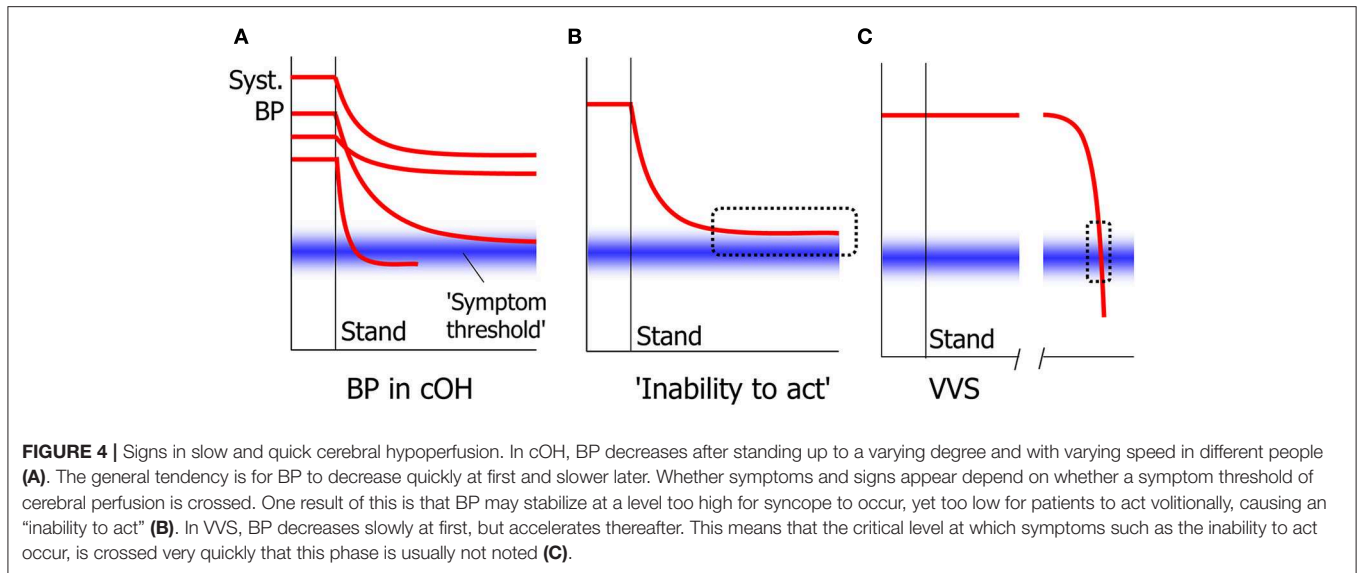 A
B
C
Syst.
BP
'Symptom
threshold'
Stand
Stand
Stand
BP in cOH
'Inability to act'
VVS
FIGURE 4 | Signs in slow and quick cerebral hypoperfusion. In cOH, BP decreases after standing up to a varying degree and with varying speed in different people
(A). The general tendency is for BP to decrease quickly at first and slower later. Whether symptoms and signs appear depend on whether a symptom threshold of
cerebral perfusion is crossed. One result of this is that BP may stabilize at a level too high for syncope to occur, yet too low for patients to act volitionally, causing an
“inability to act” (B). In VVS, BP decreases slowly at first, but accelerates thereafter. This means that the critical level at which symptoms such as the inability to act
occur, is crossed very quickly that this phase is usually not noted (C).